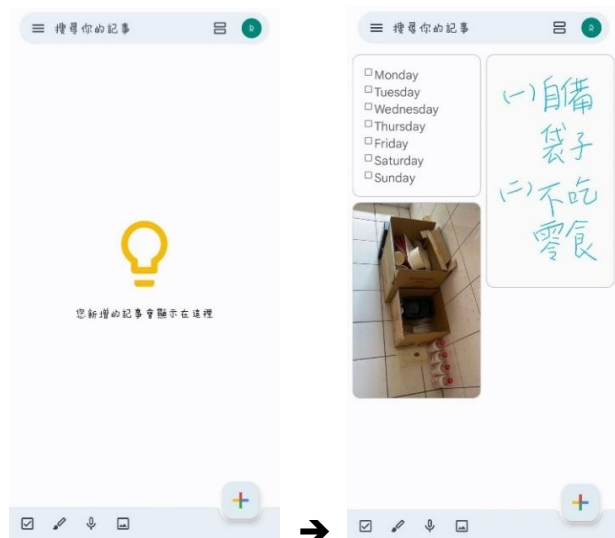 搜尋你的記事
R
您新增的記事會顯示在這裡
搜尋你的記事
R
Monday
Tuesday
Wednesday
Thursday
Friday
Saturday
Sunday
(一)自備
袋子
(二)不吃
零食